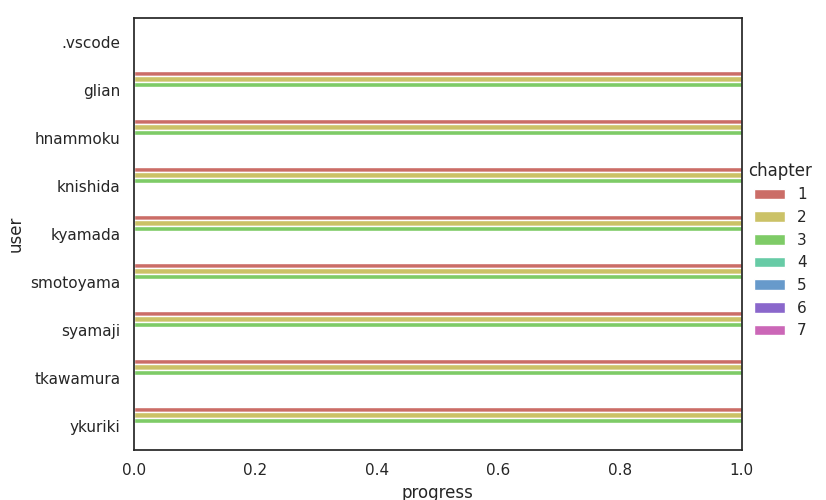 .vscode
glian
hnammoku
knishida
kyamada
smotoyama
syamaji
tkawamura
ykuriki
user
0.0 0.2 0.4 0.6 0.8 1.0
progress
chapter
1
2
3
4
5
6
7